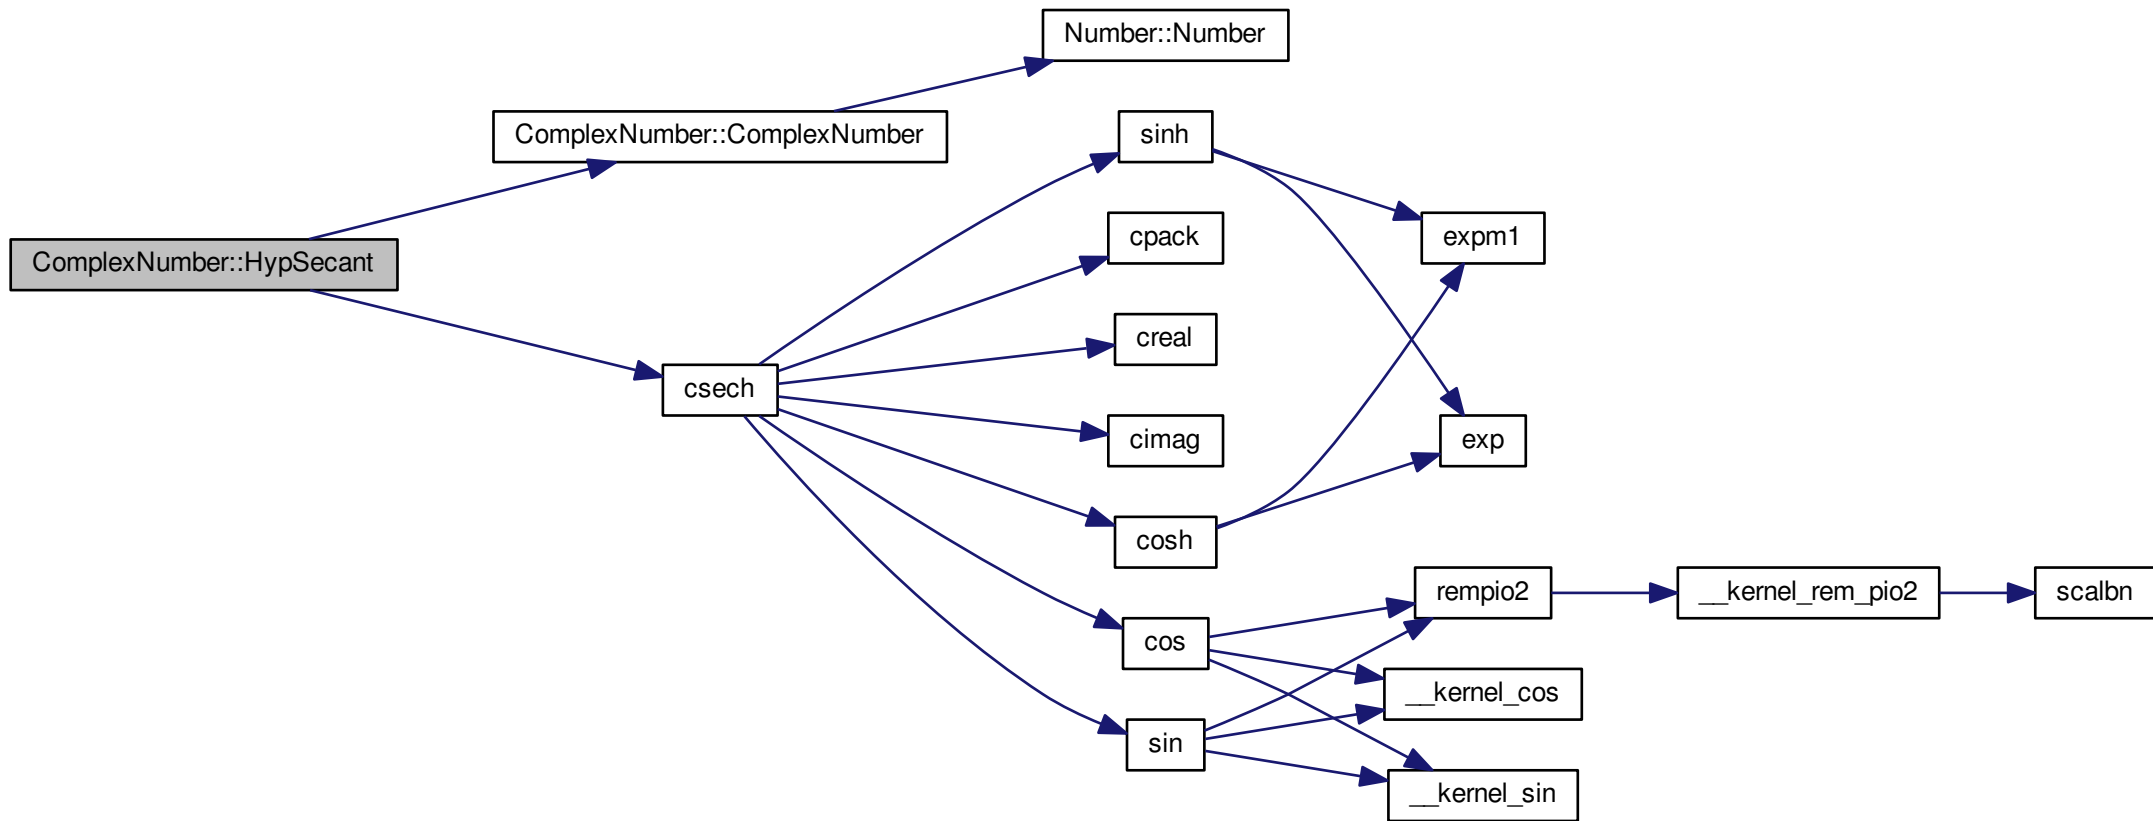 Number::Number
ComplexNumber::ComplexNumber
sinh
cpack
expm1
ComplexNumber::HypSecant
creal
csech
cimag
exp
cosh
rempio2
__kernel_rem_pio2
scalbn
cos
__kernel_cos
sin
__kernel_sin